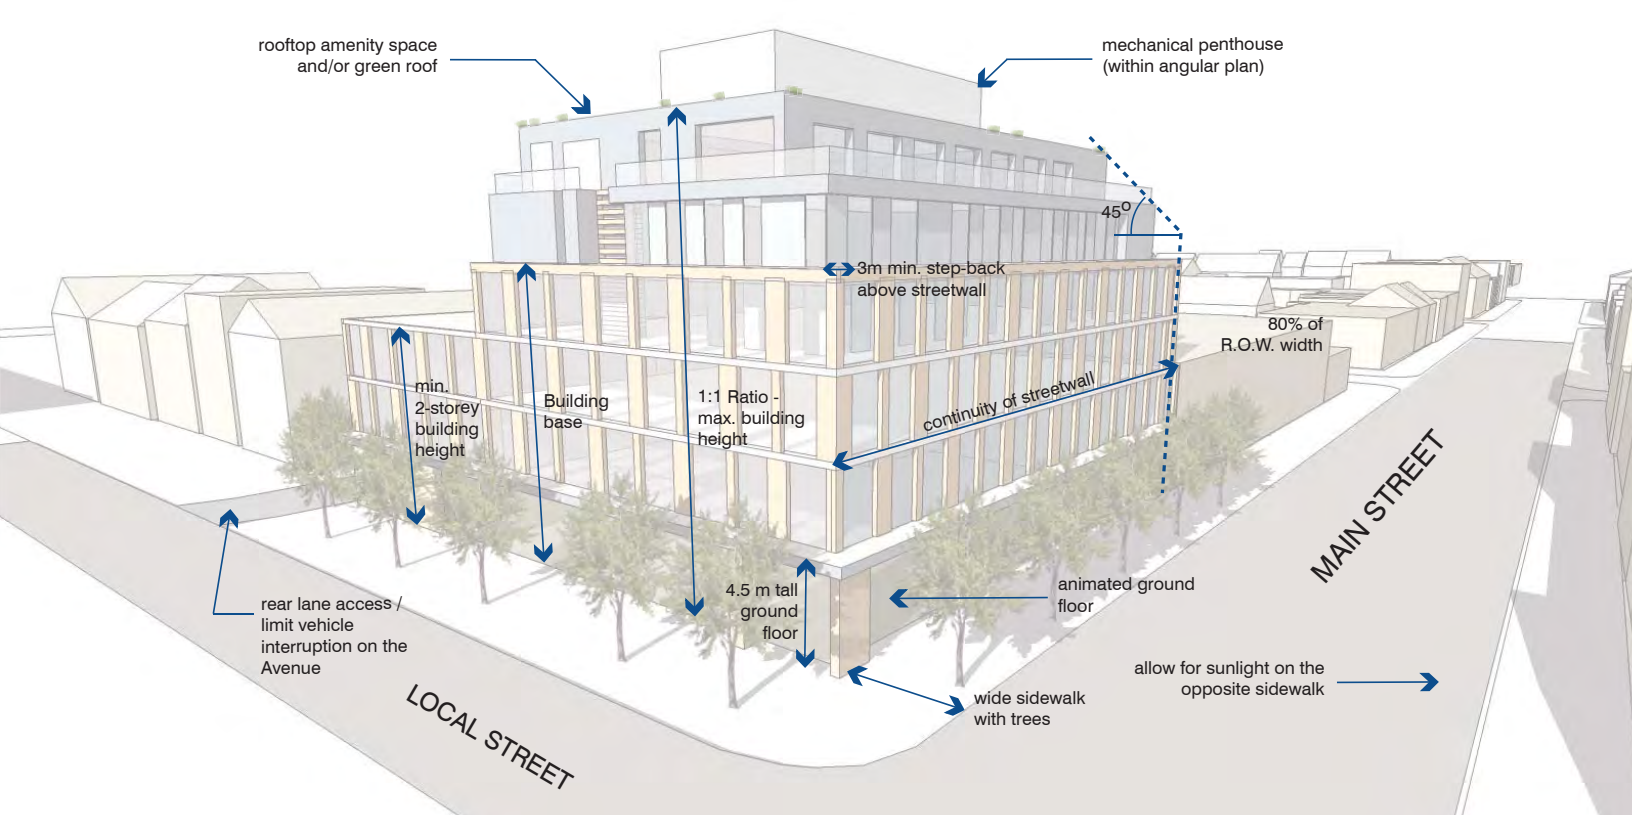 rooftop amenity space
and/or green roof
mechanical penthouse
(within angular plan)
45º
3m min. step-back
above streetwall
80% of
R.O.W. width
min.
2-storey
building
height
Building
base
1:1 Ratio -
max. building
height
continuity of streetwall
4.5 m tall
ground
floor
animated ground
floor
rear lane access /
limit vehicle
interruption on the
Avenue
wide sidewalk
with trees
allow for sunlight on the
opposite sidewalk
LOCAL STREET
MAIN STREET